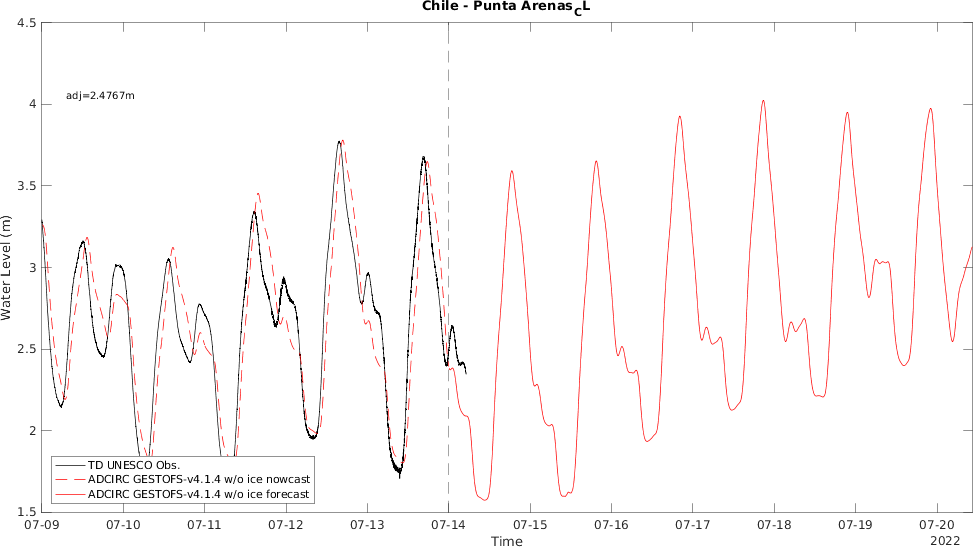 Chile - Punta Arenas_CL
4.5
4
3.5
3
2.5
2
1.5
Water Level (m)
adj=2.4767m
TD UNESCO Obs.
ADCIRC GESTOFS-v4.1.4 w/o ice nowcast
ADCIRC GESTOFS-v4.1.4 w/o ice forecast
07-09 07-10 07-11 07-12 07-13 07-14 07-15 07-16 07-17 07-18 07-19 07-20
Time
2022